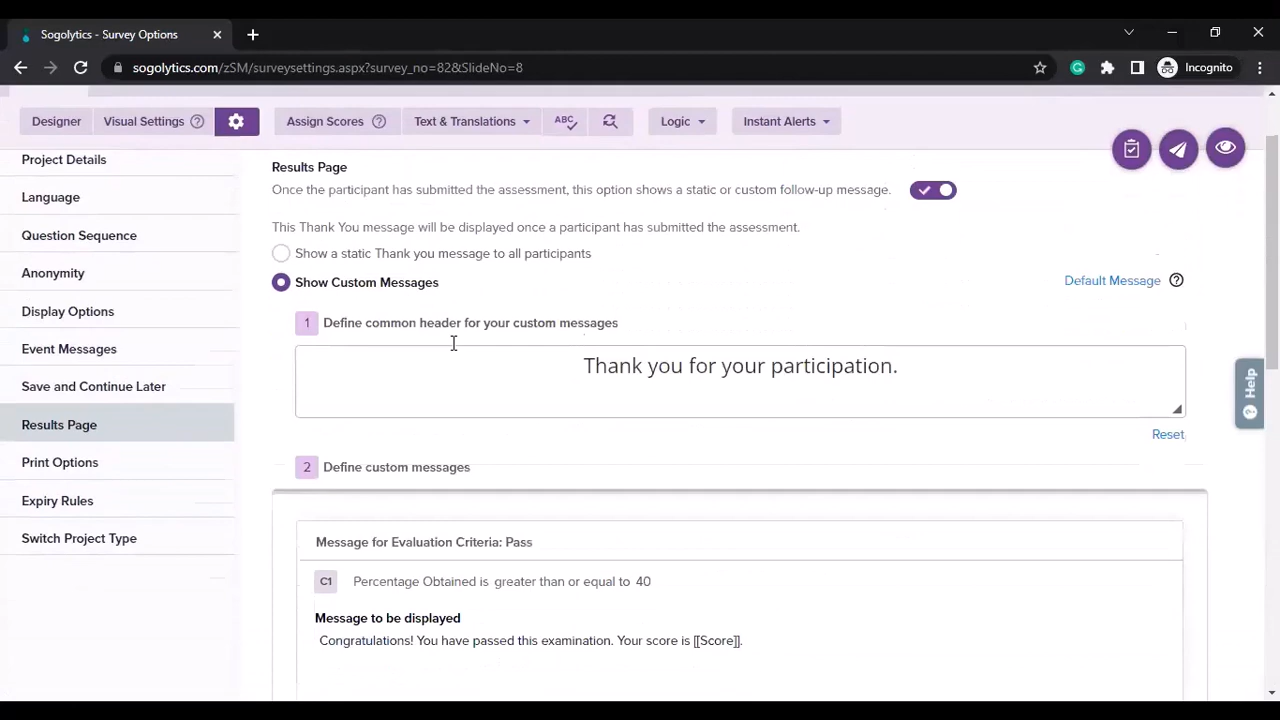 Sogolytics - Survey Options
sogolytics.com/zSM/surveysettings.aspx?survey_no=82&SlideNo=8
Incognito
Designer
Visual Settings
Assign Scores
Text & Translations
ABC
Logic
Instant Alerts
Project Details
Language
Question Sequence
Anonymity
Display Options
Event Messages
Save and Continue Later
Results Page
Print Options
Expiry Rules
Switch Project Type
Results Page
Once the participant has submitted the assessment, this option shows a static or custom follow-up message.
This Thank You message will be displayed once a participant has submitted the assessment.
Show a static Thank you message to all participants
Show Custom Messages
Default Message
1 Define common header for your custom messages
Thank you for your participation.
Reset
2 Define custom messages
Message for Evaluation Criteria: Pass
C1 Percentage Obtained is greater than or equal to 40
Message to be displayed
Congratulations! You have passed this examination. Your score is [[Score]].
Help